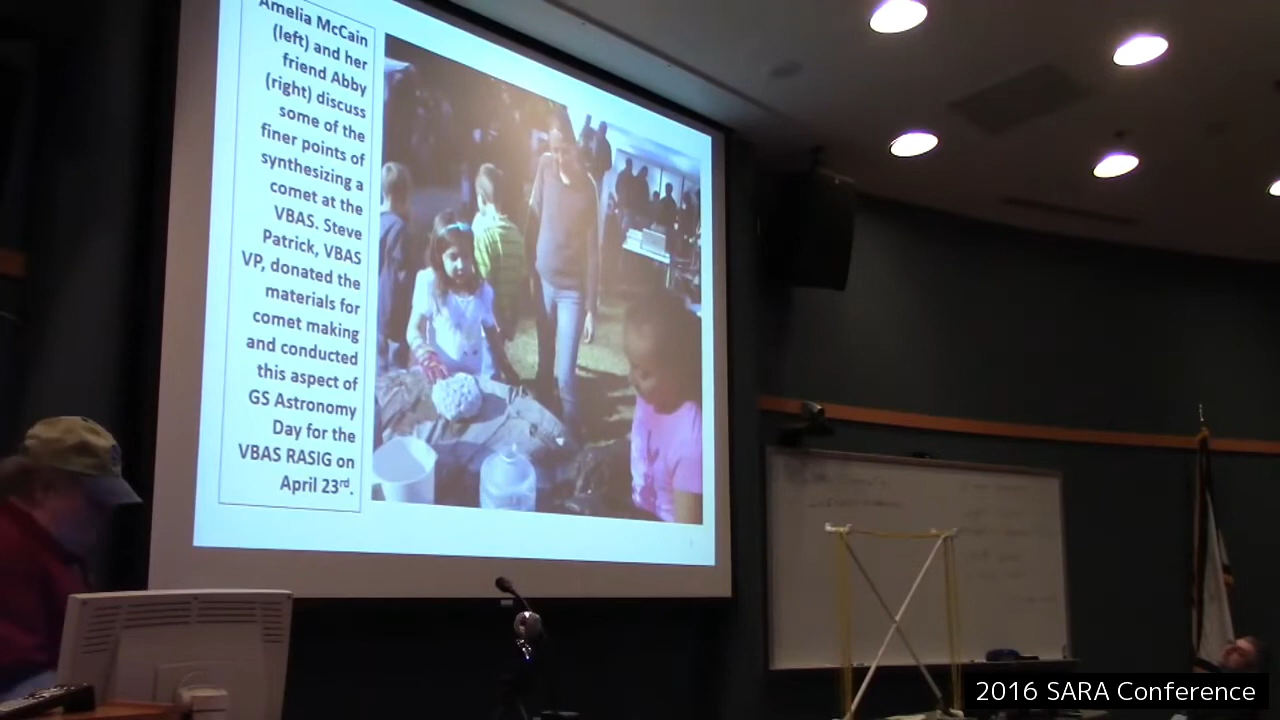 Amelia McCain
(left) and her
friend Abby
(right) discuss
some of the
finer points of
synthesizing a
comet at the
VBAS. Steve
Patrick, VBAS
VP, donated the
materials for
comet making
and conducted
this aspect of
GS Astronomy
Day for the
VBAS RASIG on
April 23rd.
2016 SARA Conference